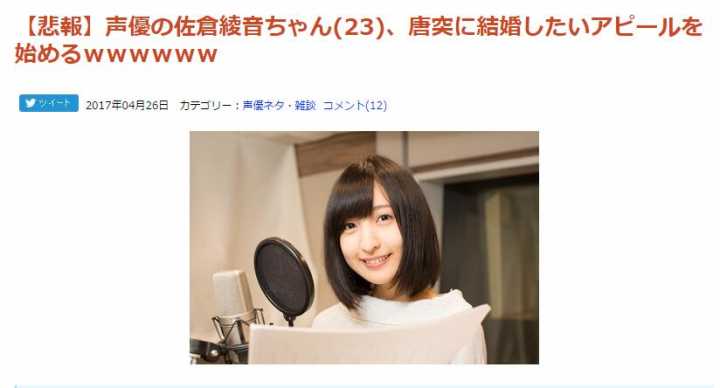 【悲報】声優の佐倉綾音ちゃん(23)、唐突に結婚したいアピールを
始めるｗｗｗｗｗｗ
ツイート 2017年04月26日 カテゴリー：声優ネタ・雑談 コメント(12)